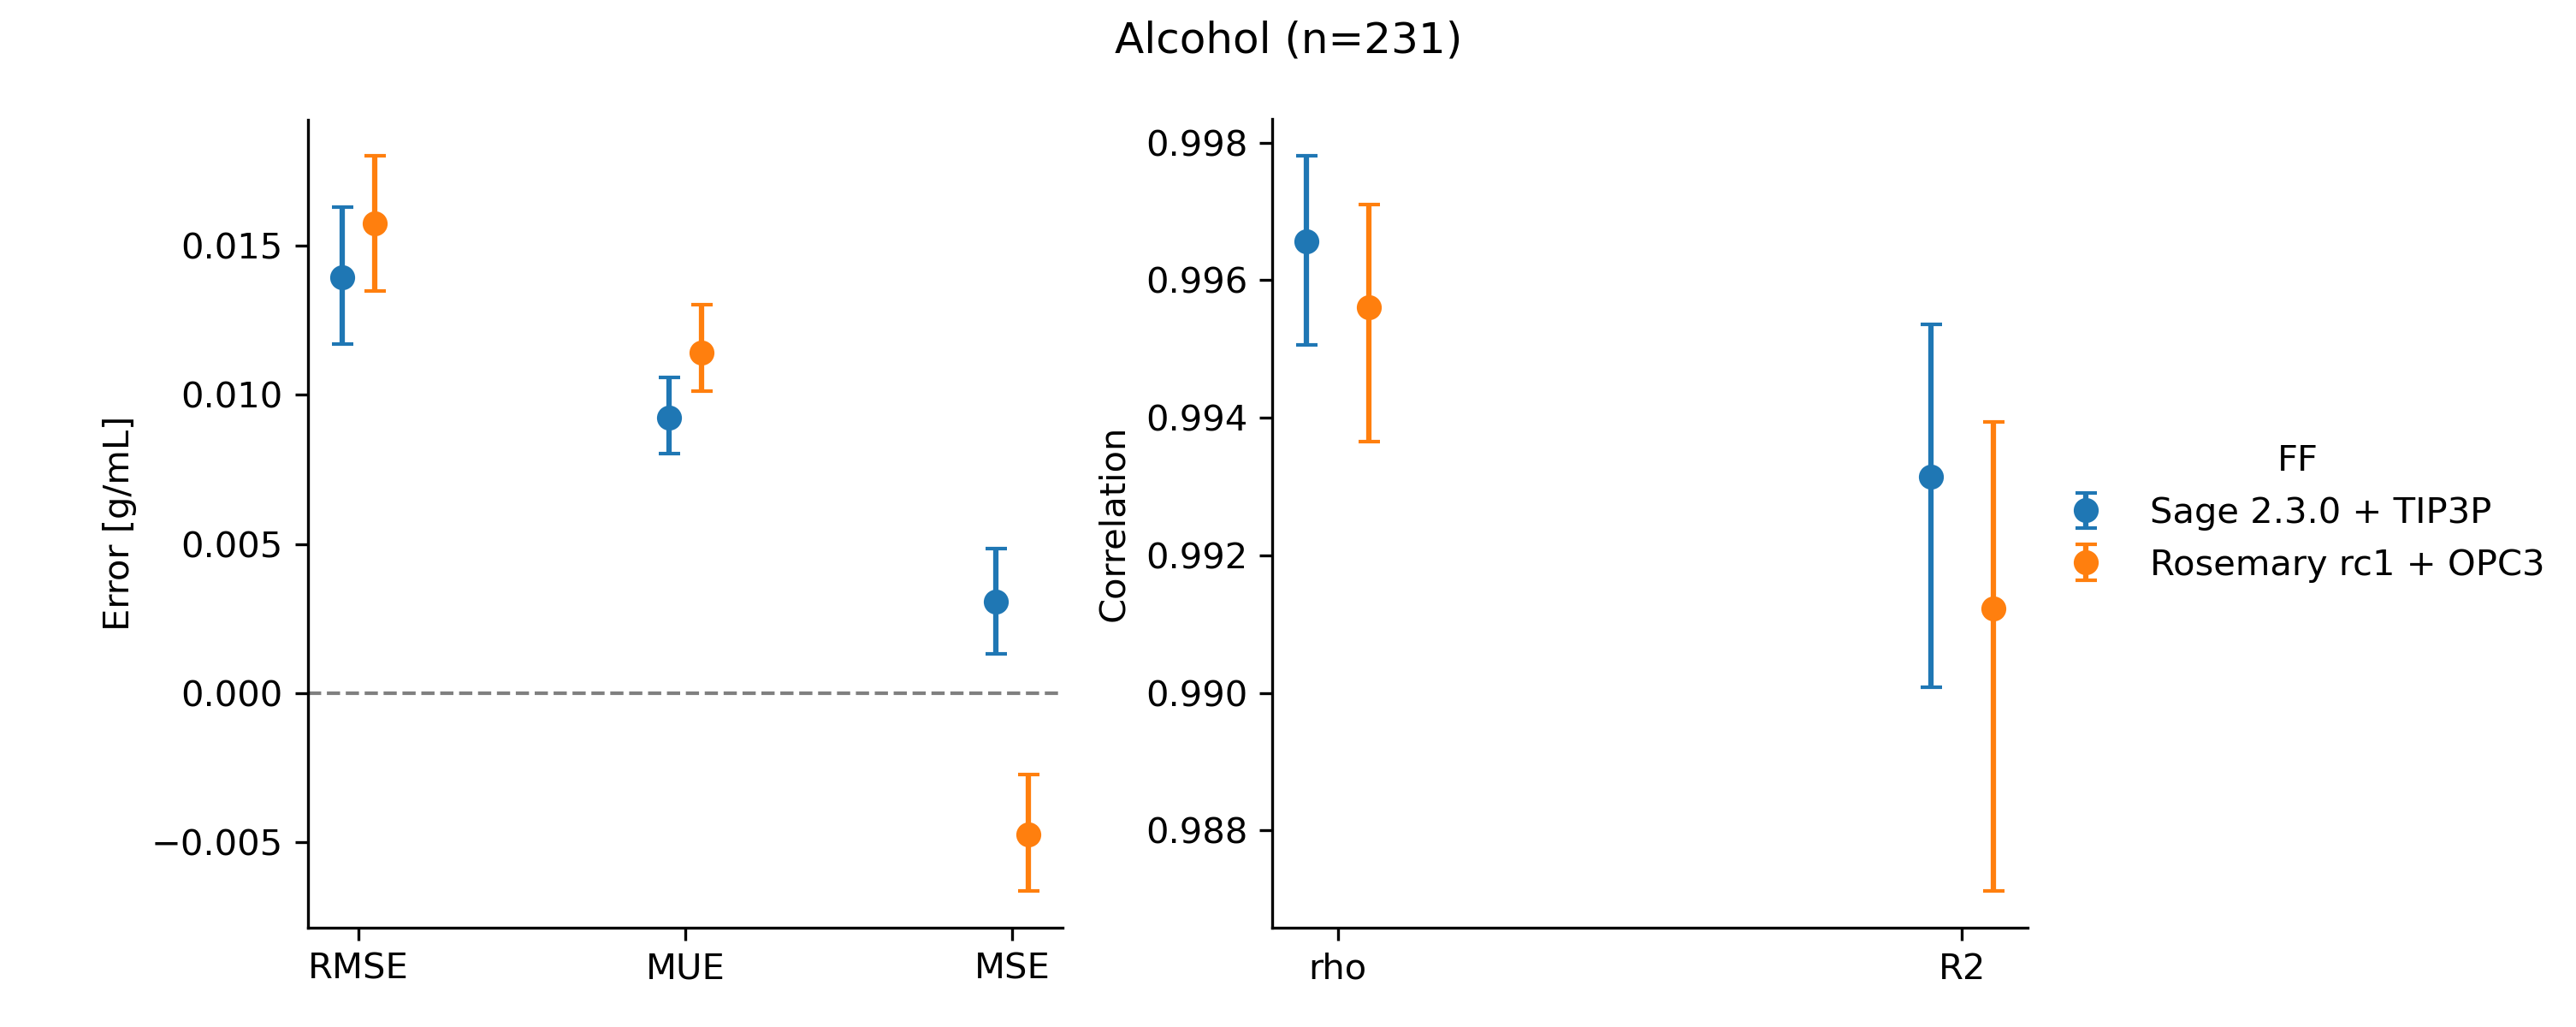 Alcohol (n=231)
Error [g/mL]
0.015
0.010
0.005
0.000
−0.005
RMSE
MUE
MSE
Correlation
0.998
0.996
0.994
0.992
0.990
0.988
rho
R2
FF
Sage 2.3.0 + TIP3P
Rosemary rc1 + OPC3